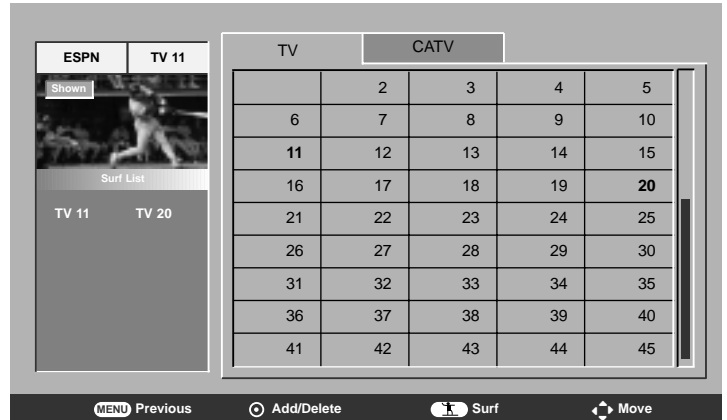 ESPN TV 11
Shown
Surf List
TV 11 TV 20
TV CATV
2 3 4 5
6 7 8 9 10
11 12 13 14 15
16 17 18 19 20
21 22 23 24 25
26 27 28 29 30
31 32 33 34 35
36 37 38 39 40
41 42 43 44 45
MENU Previous Add/Delete Surf Move